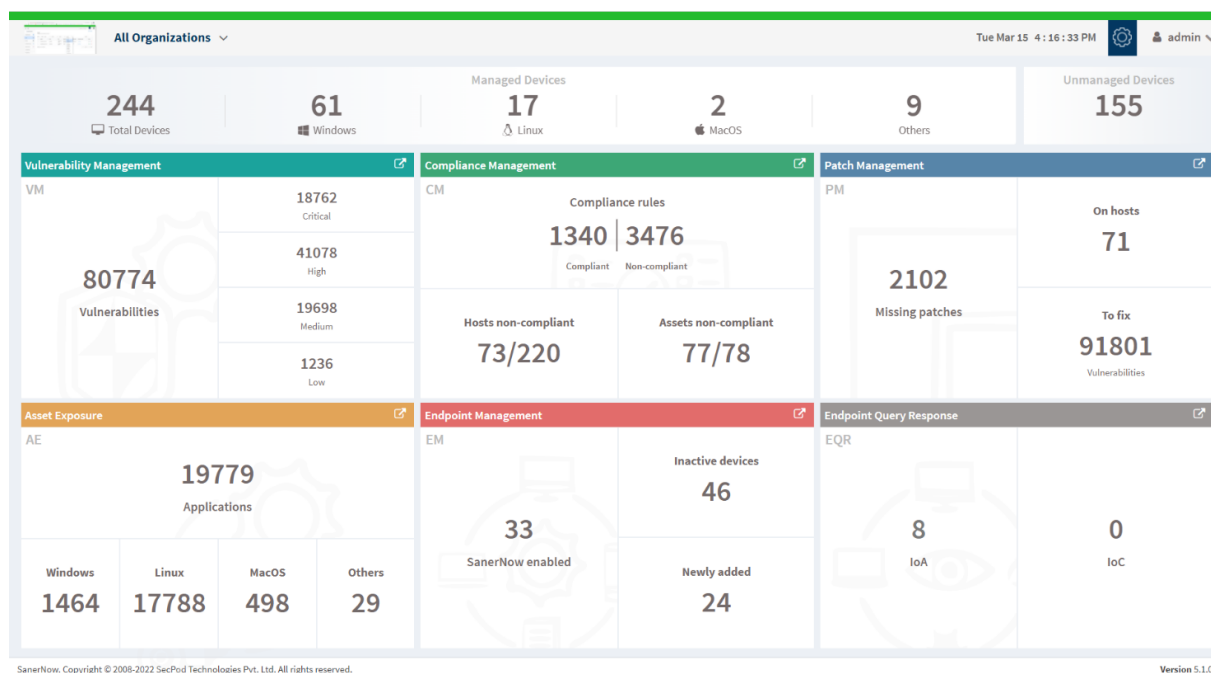 All Organizations
Tue Mar 15 4:16:33 PM
admin
Managed Devices
Unmanaged Devices
244
61
17
2
9
155
Total Devices
Windows
Linux
MacOS
Others
Vulnerability Management
VM
80774
Vulnerabilities
18762
Critical
41078
High
19698
Medium
1236
Low
Compliance Management
CM
Compliance rules
1340 | 3476
Compliant Non-compliant
Hosts non-compliant
73/220
Assets non-compliant
77/78
Patch Management
PM
2102
Missing patches
On hosts
71
To fix
91801
Vulnerabilities
Asset Exposure
AE
19779
Applications
Windows
1464
Linux
17788
MacOS
498
Others
29
Endpoint Management
EM
33
SanerNow enabled
Inactive devices
46
Newly added
24
Endpoint Query Response
EQR
8
IoA
0
IoC
SanerNow. Copyright © 2008-2022 SecPod Technologies Pvt. Ltd. All rights reserved.
Version 5.1.0